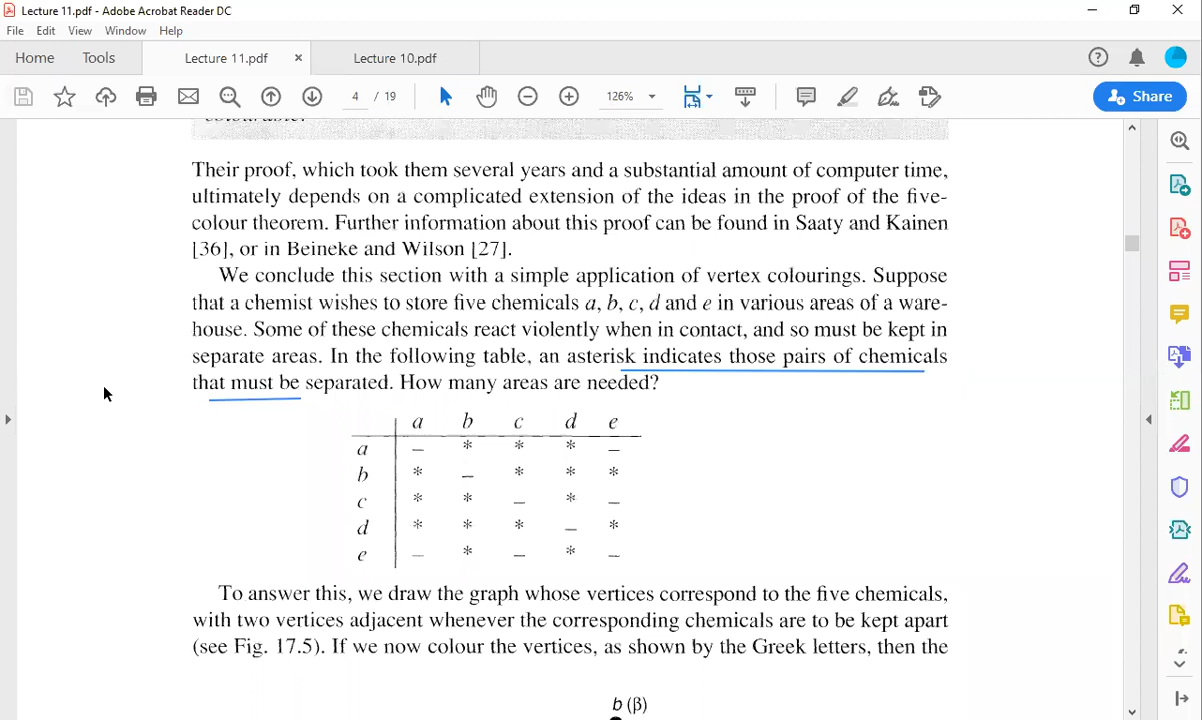 Lecture 11.pdf - Adobe Acrobat Reader DC
File Edit View Window Help
Home Tools Lecture 11.pdf × Lecture 10.pdf
4 / 19 126% Share
Their proof, which took them several years and a substantial amount of computer time,
ultimately depends on a complicated extension of the ideas in the proof of the five-
colour theorem. Further information about this proof can be found in Saaty and Kainen
[36], or in Beineke and Wilson [27].
We conclude this section with a simple application of vertex colourings. Suppose
that a chemist wishes to store five chemicals a, b, c, d and e in various areas of a ware-
house. Some of these chemicals react violently when in contact, and so must be kept in
separate areas. In the following table, an asterisk indicates those pairs of chemicals
that must be separated. How many areas are needed?
a b c d e
a – * * * –
b * – * * *
c * * – * –
d * * * – *
e – * – * –
To answer this, we draw the graph whose vertices correspond to the five chemicals,
with two vertices adjacent whenever the corresponding chemicals are to be kept apart
(see Fig. 17.5). If we now colour the vertices, as shown by the Greek letters, then the
b (β)